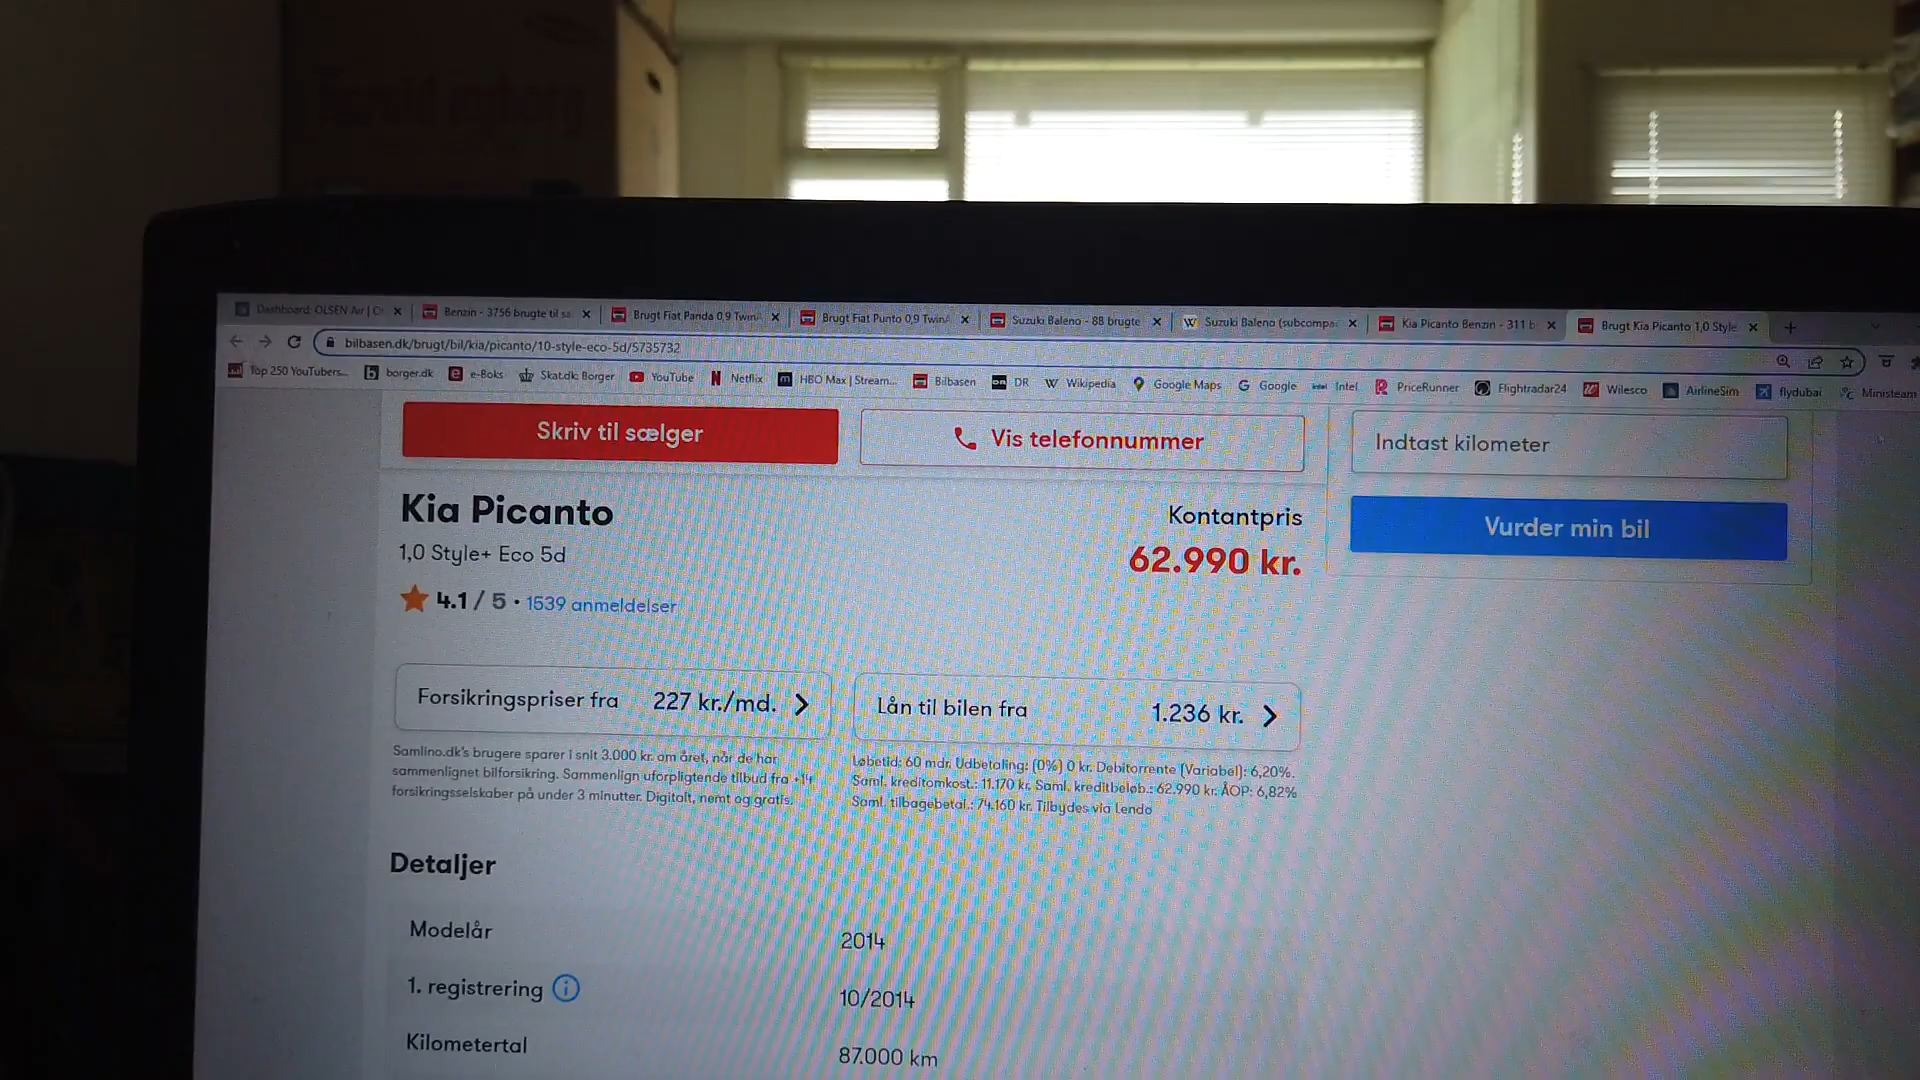 Dashboard: OLSEN Air | C
Benzin - 3756 brugte til sa
Brugt Fiat Panda 0,9 TwinA
Brugt Fiat Punto 0,9 TwinA
Suzuki Baleno - 88 brugte
Suzuki Baleno (subcompac
Kia Picanto Benzin - 311 b
Brugt Kia Picanto 1,0 Style
bilbasen.dk/brugt/bil/kia/picanto/10-style-eco-5d/5735732
Top 250 YouTubers...
borger.dk
e-Boks
Skat.dk: Borger
YouTube
Netflix
HBO Max | Stream...
Bilbasen
DR
Wikipedia
Google Maps
Google
Intel
PriceRunner
Flightradar24
Wilesco
AirlineSim
flydubai
Ministeam
Skriv til sælger
Vis telefonnummer
Indtast kilometer
Vurder min bil
Kia Picanto
1,0 Style+ Eco 5d
4.1 / 5 • 1539 anmeldelser
Kontantpris
62.990 kr.
Forsikringspriser fra 227 kr./md.
Samlino.dk's brugere sparer i snit 3.000 kr. om året, når de har
sammenlignet bilforsikring. Sammenlign uforpligtende tilbud fra +14
forsikringsselskaber på under 3 minutter. Digitalt, nemt og gratis.
Lån til bilen fra 1.236 kr.
Løbetid: 60 mdr. Udbetaling: (0%) 0 kr. Debitorrente (Variabel): 6,20%.
Saml. kreditomkost.: 11.170 kr. Saml. kreditbeløb.: 62.990 kr. ÅOP: 6,82%
Saml. tilbagebetal.: 74.160 kr. Tilbydes via Lendo
Detaljer
Modelår 2014
1. registrering 10/2014
Kilometertal 87.000 km